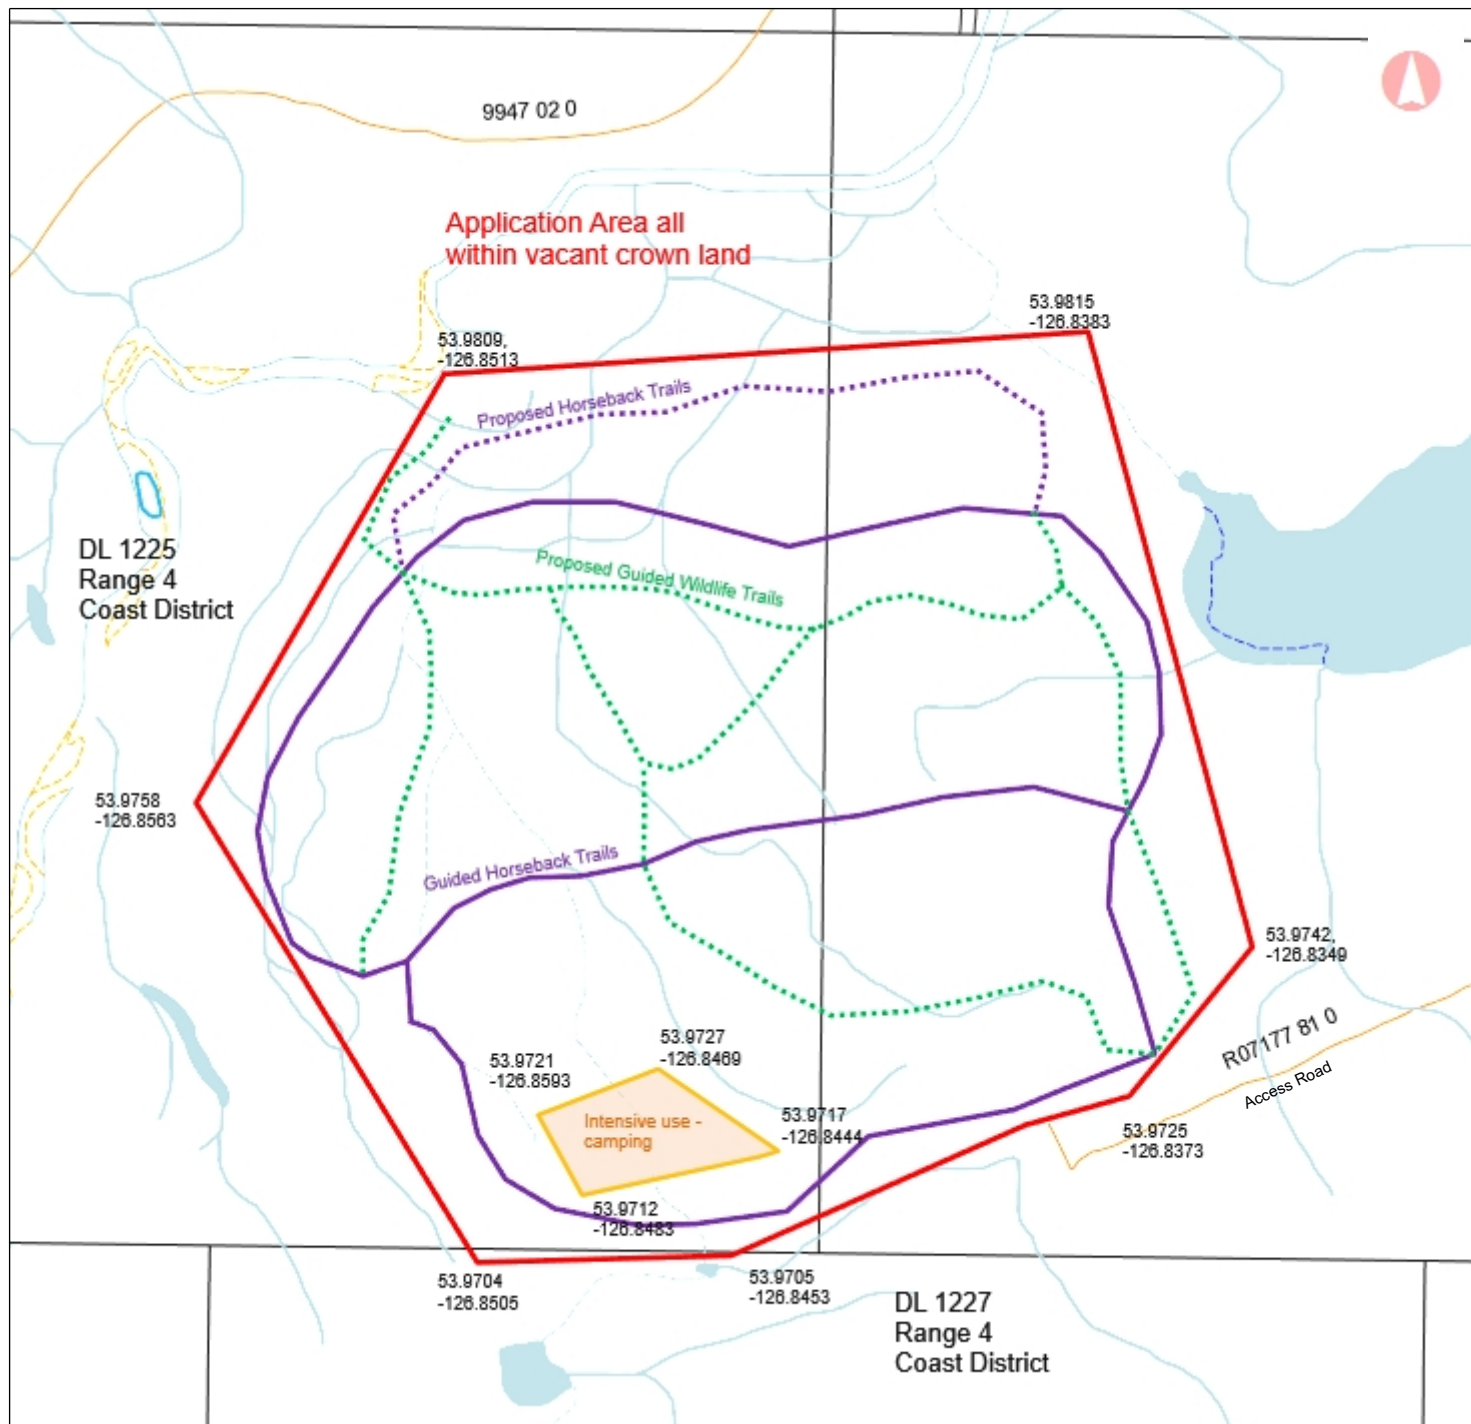 9947 02 0
Application Area all
within vacant crown land
53.9815
-126.8383
53.9809,
-126.8513
Proposed Horseback Trails
DL 1225
Range 4
Coast District
Proposed Guided Wildlife Trails
53.9758
-126.8563
Guided Horseback Trails
53.9742,
-126.8349
R07177 81 0
Access Road
53.9727
-126.8469
53.9721
-126.8593
Intensive use -
camping
53.9717
-126.8444
53.9725
-126.8373
53.9712
-126.8483
53.9704
-126.8505
53.9705
-126.8453
DL 1227
Range 4
Coast District